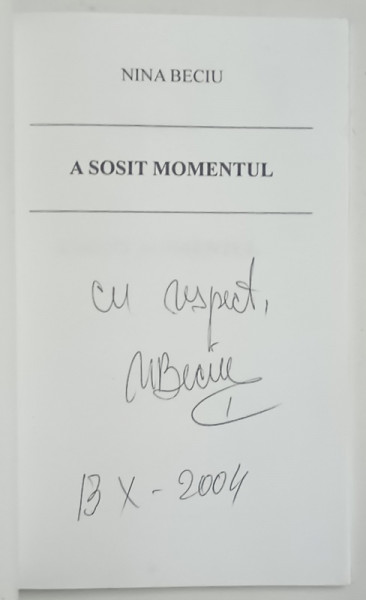 NINA BECIU
A SOSIT MOMENTUL
cu respect,
NBeciu
13 X - 2004